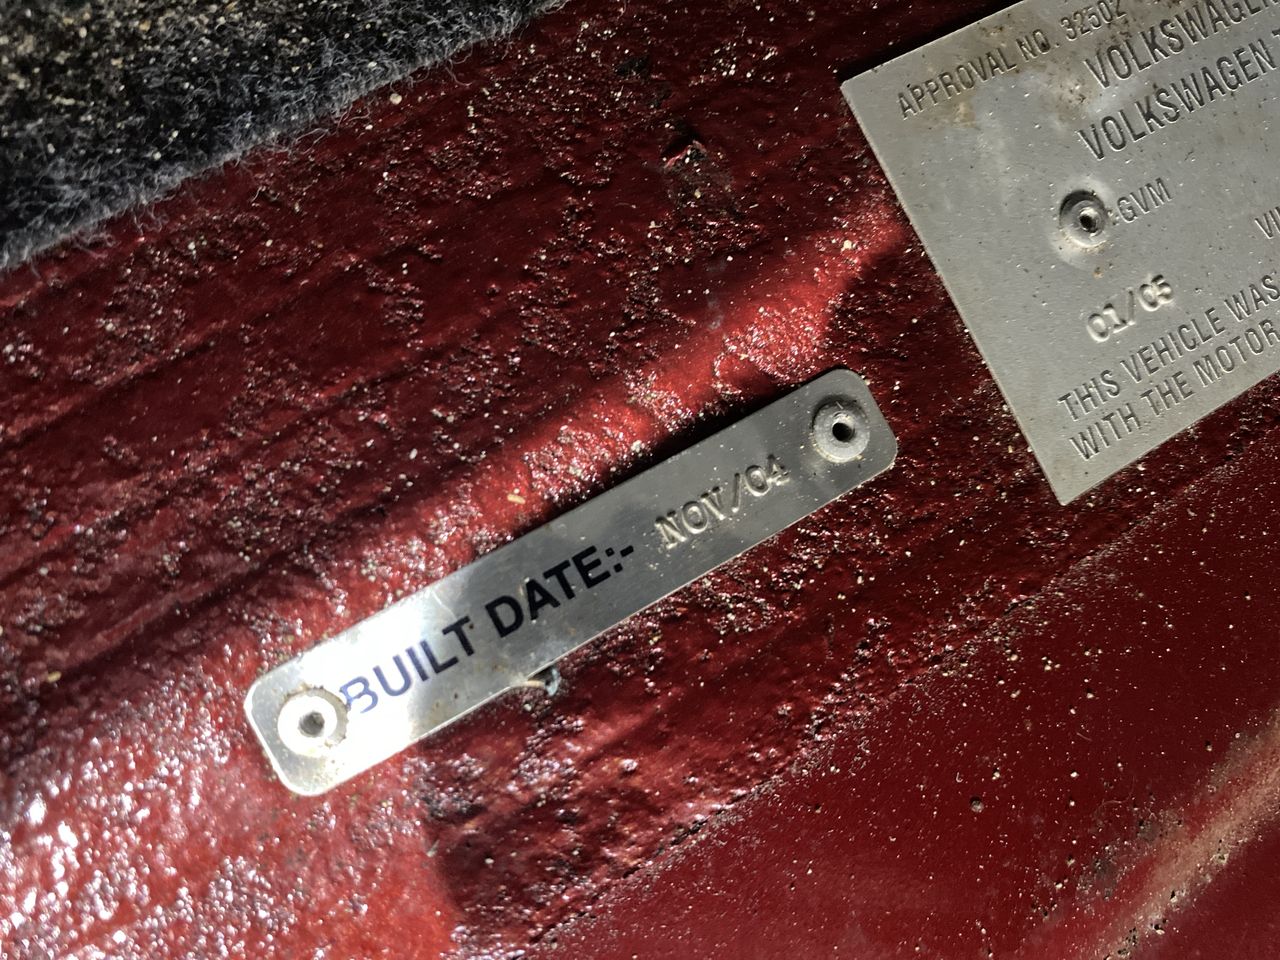 APPROVAL NO. 32502
VOLKSWAGEN
VOLKSWAGEN
GVM
01/05
THIS VEHICLE WAS
WITH THE MOTOR
BUILT DATE:- NOV/04